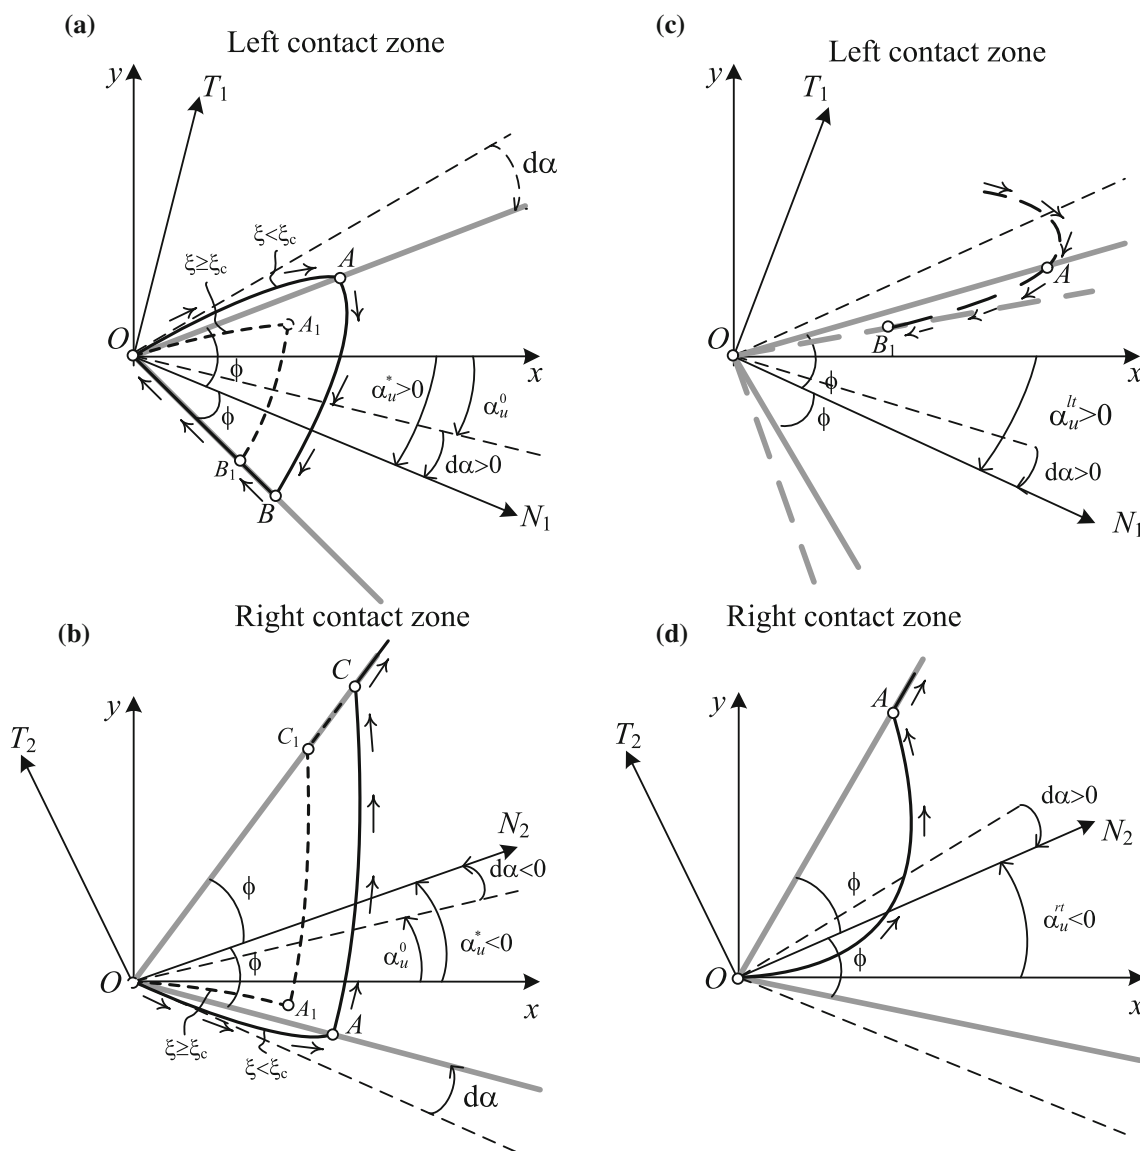 (a)
Left contact zone
y
T₁
dα
ξ<ξc
ξ≥ξc
A
A₁
O
x
ϕ
ϕ
α*ᵤ>0
α⁰ᵤ
dα>0
B₁
B
N₁
(c)
Left contact zone
y
T₁
A
B₁
O
x
ϕ
ϕ
αˡᵗᵤ>0
dα>0
N₁
(b)
Right contact zone
y
C
T₂
C₁
N₂
dα<0
ϕ
ϕ
α⁰ᵤ
α*ᵤ<0
O
x
A₁
A
ξ≥ξc
ξ<ξc
dα
(d)
Right contact zone
y
A
T₂
dα>0
N₂
ϕ
ϕ
αʳᵗᵤ<0
O
x